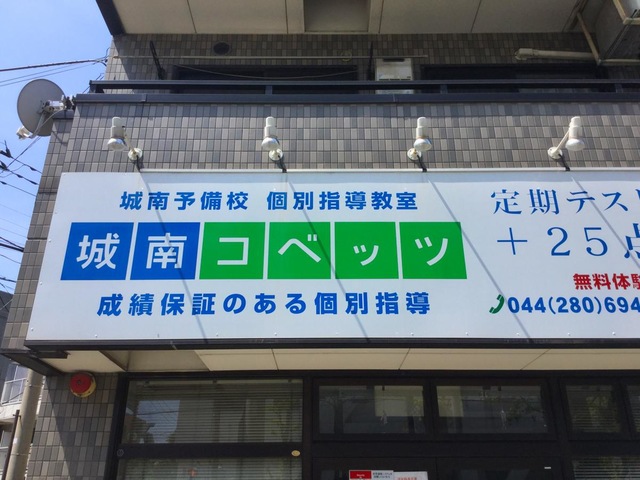 城南予備校 個別指導教室
城南コベッツ
成績保証のある個別指導
定期テス
+25点
無料体験
044(280)694